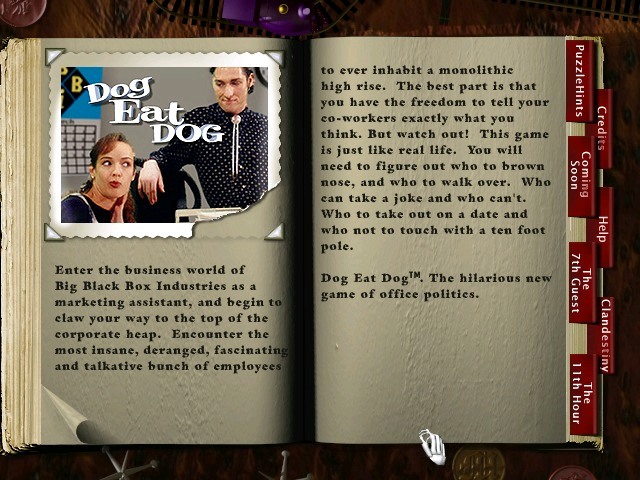 Dog
Eat
DOG
Enter the business world of
Big Black Box Industries as a
marketing assistant, and begin to
claw your way to the top of the
corporate heap. Encounter the
most insane, deranged, fascinating
and talkative bunch of employees
to ever inhabit a monolithic
high rise. The best part is that
you have the freedom to tell your
co-workers exactly what you
think. But watch out! This game
is just like real life. You will
need to figure out who to brown
nose, and who to walk over. Who
can take a joke and who can't.
Who to take out on a date and
who not to touch with a ten foot
pole.
Dog Eat Dog™. The hilarious new
game of office politics.
PuzzleHints
Credits
Coming
Soon
Help
The
7th Guest
Clandestiny
The
11th Hour